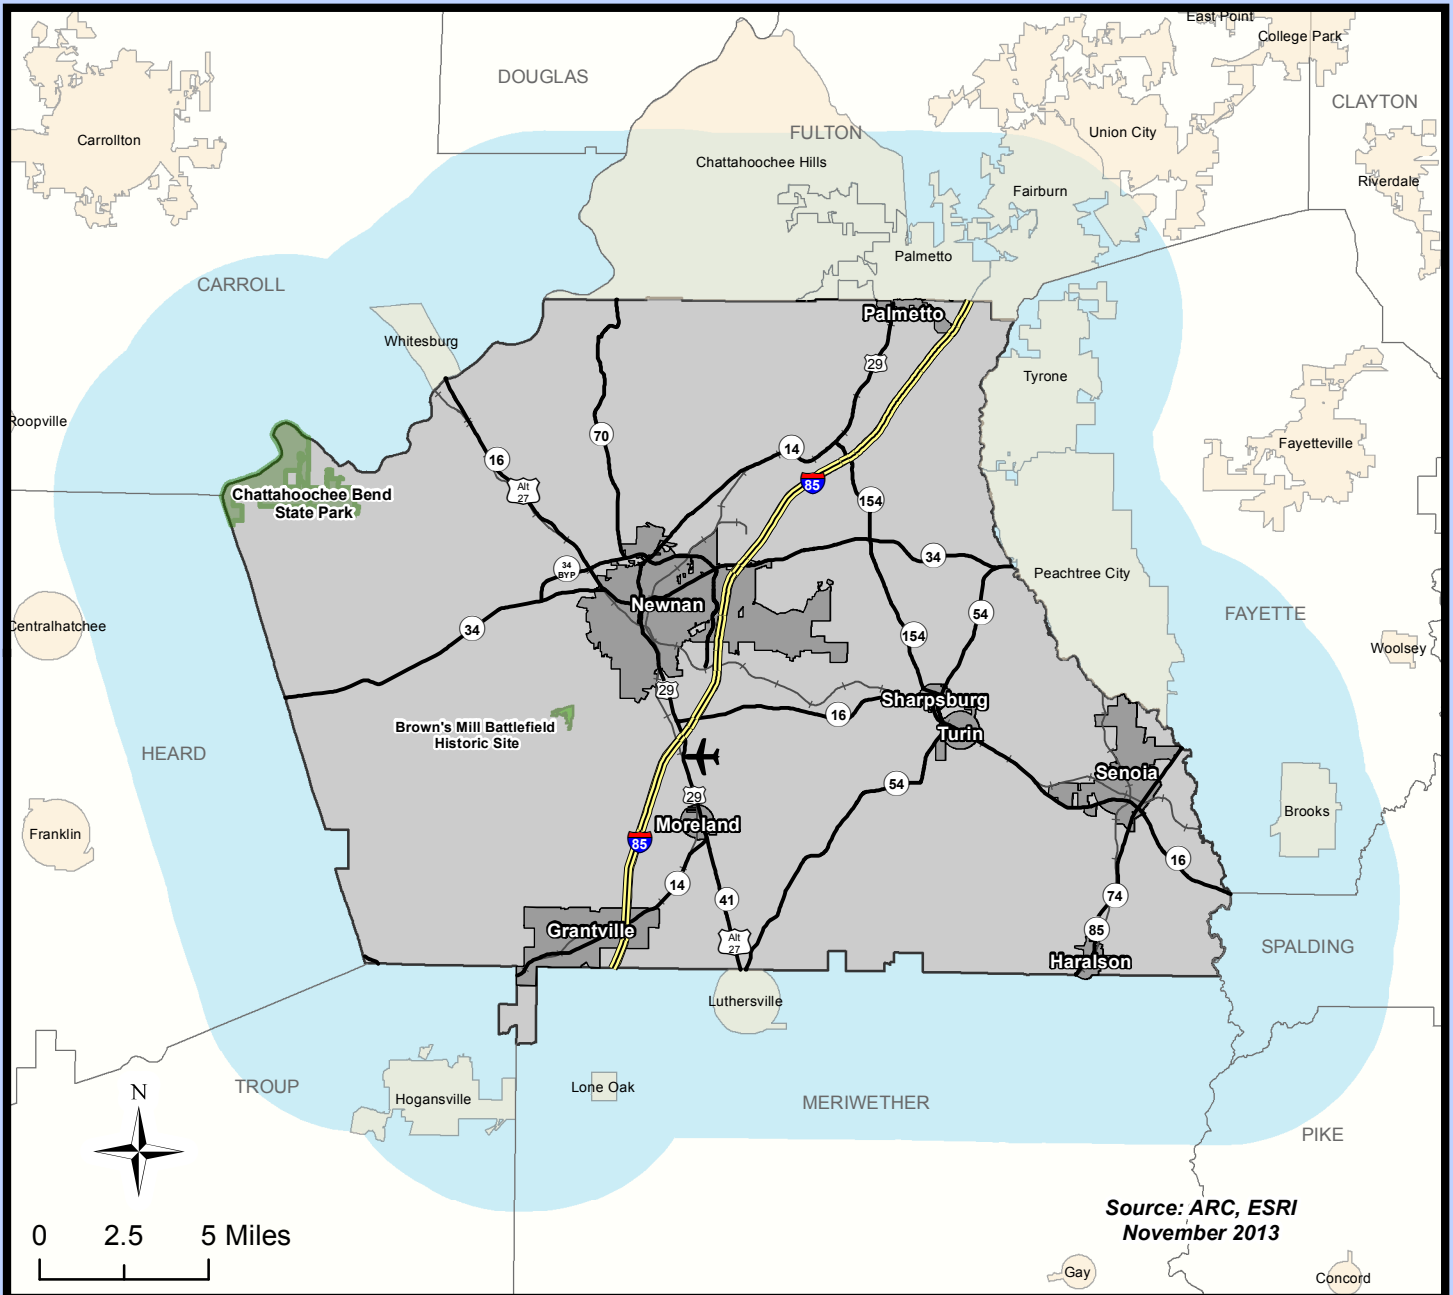 East Point
College Park
DOUGLAS
CLAYTON
Carrollton
FULTON
Union City
Chattahoochee Hills
Riverdale
Fairburn
Palmetto
CARROLL
Palmetto
Whitesburg
29
Tyrone
Roopville
70
14
Fayetteville
16
85
Alt
27
Chattahoochee Bend
State Park
154
34
34
BYP
Peachtree City
Newnan
54
FAYETTE
Centralhatchee
34
154
Woolsey
29
Sharpsburg
16
Brown's Mill Battlefield
Historic Site
Turin
HEARD
Senoia
54
29
Brooks
Moreland
Franklin
85
16
14
41
74
Grantville
85
Alt
27
SPALDING
Haralson
Luthersville
TROUP
Lone Oak
Hogansville
MERIWETHER
N
PIKE
Source: ARC, ESRI
November 2013
0 2.5 5 Miles
Gay
Concord